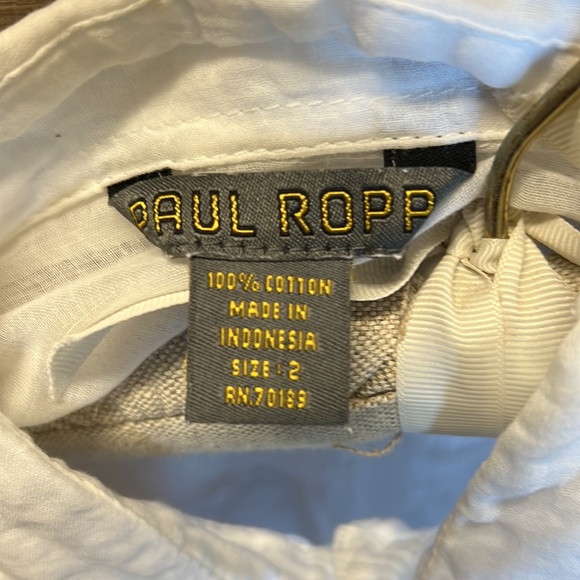 PAUL ROPP
100% COTTON
MADE IN
INDONESIA
SIZE : 2
RN.70189